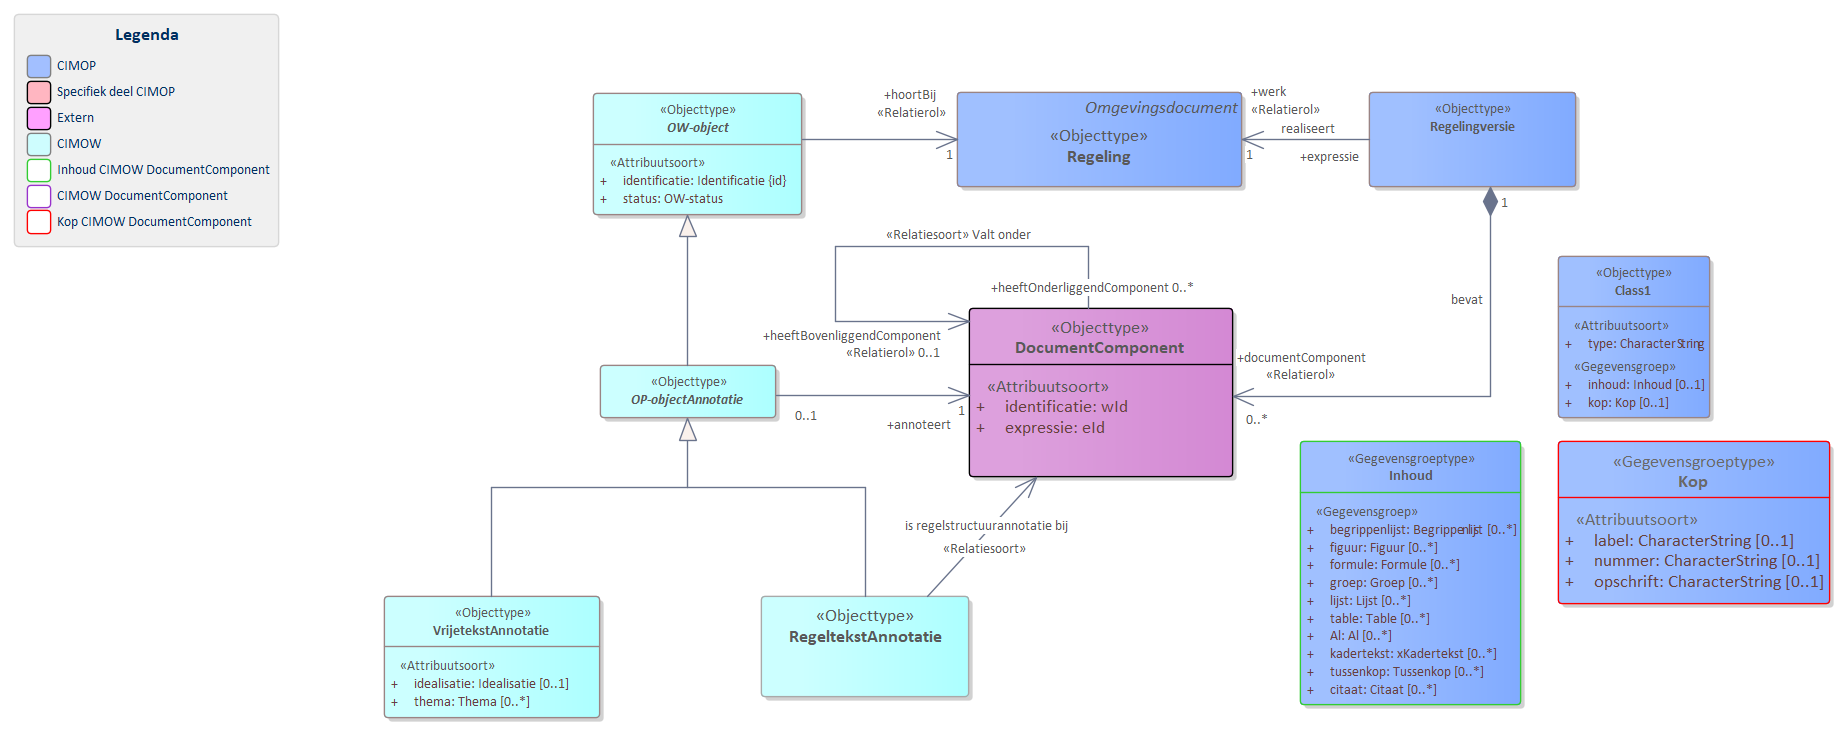 Legenda
CIMOP
Specifiek deel CIMOP
Extern
CIMOW
Inhoud CIMOW DocumentComponent
CIMOW DocumentComponent
Kop CIMOW DocumentComponent
«Objecttype»
OW-object
«Attribuutsoort»
+ identificatie: Identificatie {id}
+ status: OW-status
+hoortBij
«Relatierol»
1
Omgevingsdocument
«Objecttype»
Regeling
+werk
«Relatierol»
realiseert
1
+expressie
«Objecttype»
Regelingversie
1
bevat
«Relatiesoort» Valt onder
+heeftOnderliggendComponent 0..*
+heeftBovenliggendComponent
«Relatierol» 0..1
«Objecttype»
DocumentComponent
«Attribuutsoort»
+ identificatie: wId
+ expressie: eId
+documentComponent
«Relatierol»
0..*
«Objecttype»
OP-objectAnnotatie
0..1
1
+annoteert
is regelstructuurannotatie bij
«Relatiesoort»
«Objecttype»
VrijetekstAnnotatie
«Attribuutsoort»
+ idealisatie: Idealisatie [0..1]
+ thema: Thema [0..*]
«Objecttype»
RegeltekstAnnotatie
«Objecttype»
Class1
«Attribuutsoort»
+ type: CharacterString
«Gegevensgroep»
+ inhoud: Inhoud [0..1]
+ kop: Kop [0..1]
«Gegevensgroeptype»
Inhoud
«Gegevensgroep»
+ begrippenlijst: Begrippenlijst [0..*]
+ figuur: Figuur [0..*]
+ formule: Formule [0..*]
+ groep: Groep [0..*]
+ lijst: Lijst [0..*]
+ table: Table [0..*]
+ Al: Al [0..*]
+ kadertekst: xKadertekst [0..*]
+ tussenkop: Tussenkop [0..*]
+ citaat: Citaat [0..*]
«Gegevensgroeptype»
Kop
«Attribuutsoort»
+ label: CharacterString [0..1]
+ nummer: CharacterString [0..1]
+ opschrift: CharacterString [0..1]